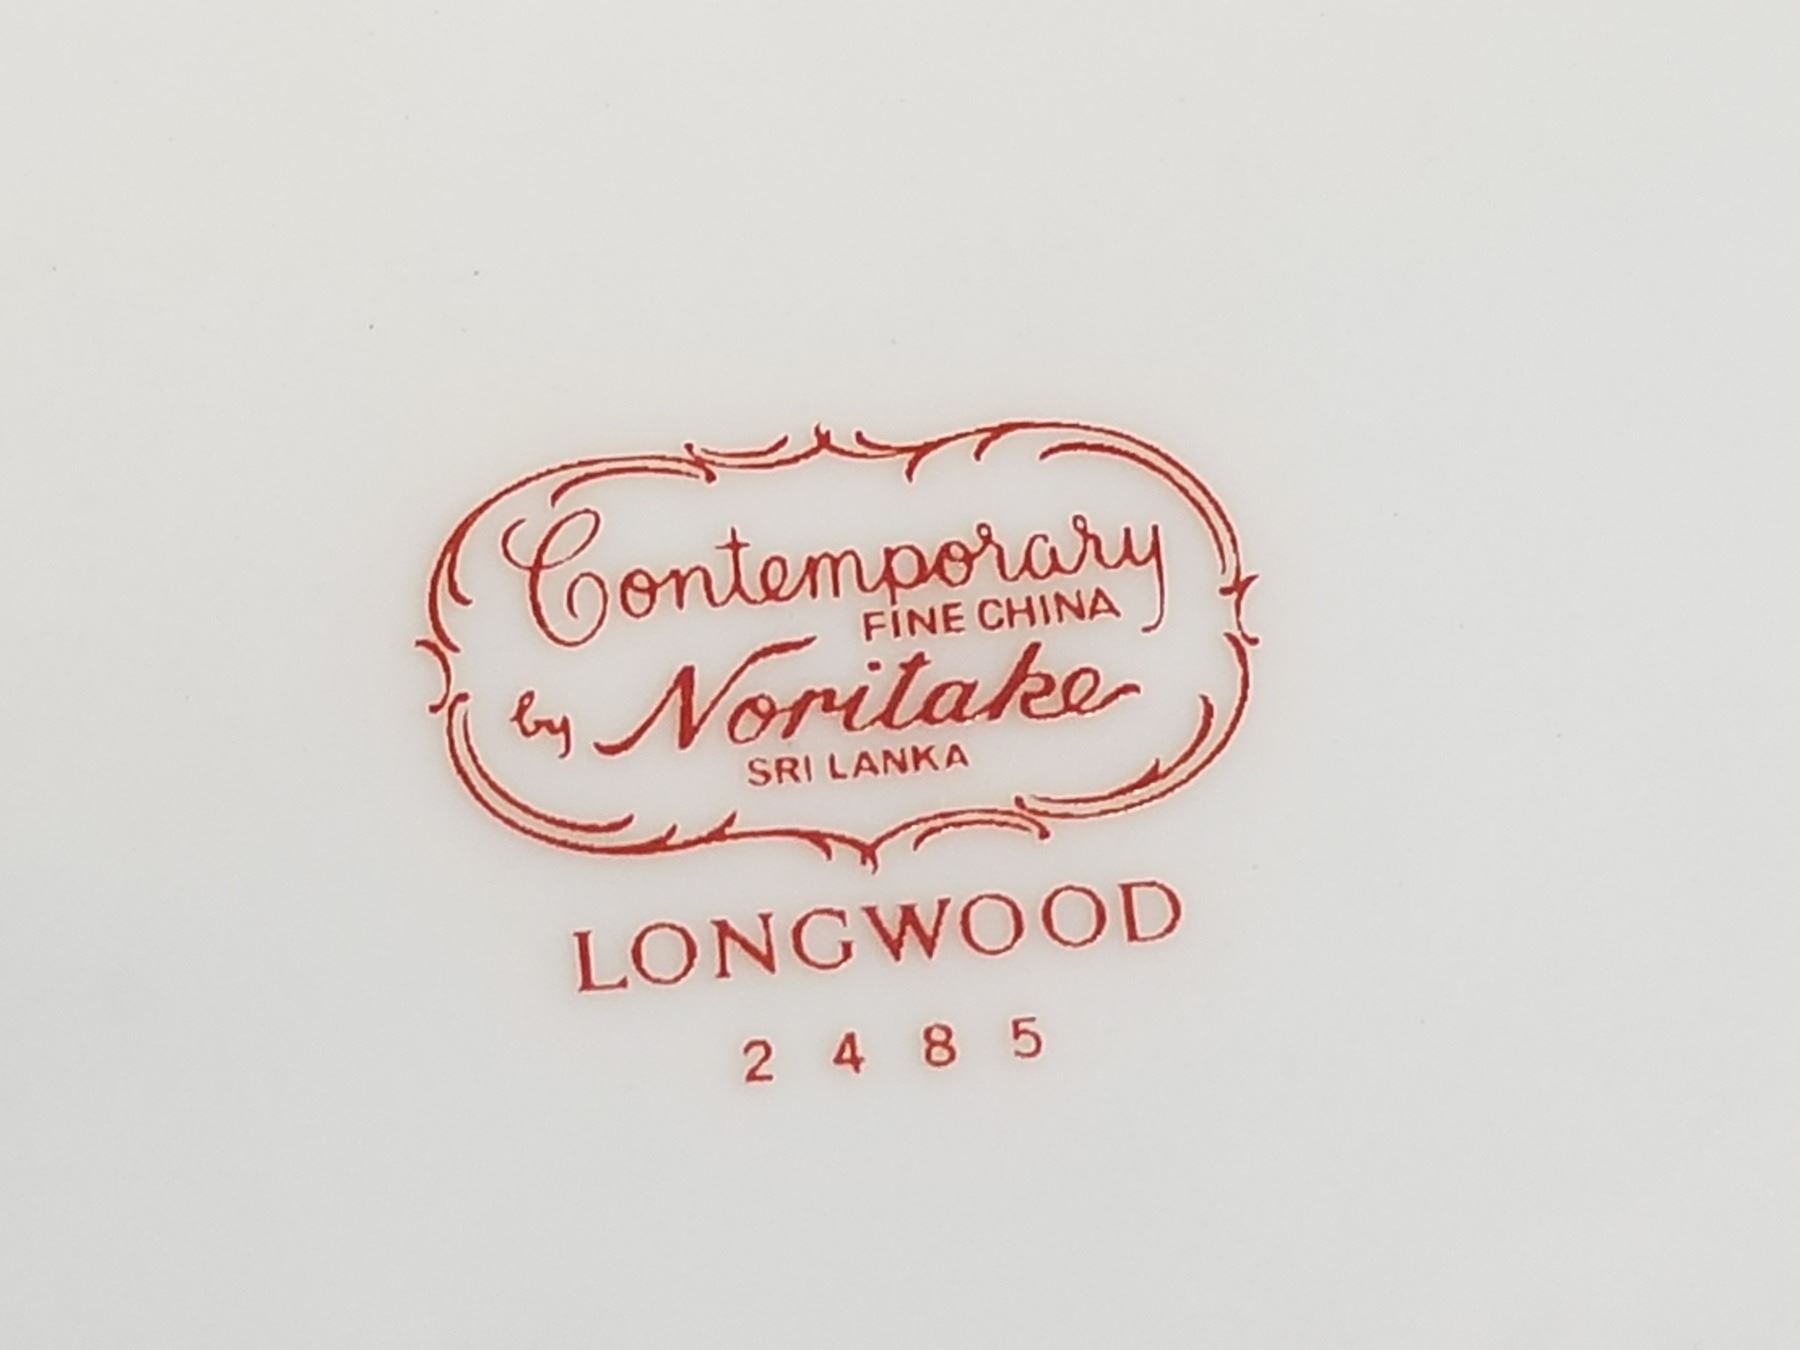 Contemporary
FINE CHINA
by Noritake
SRI LANKA
LONGWOOD
2485